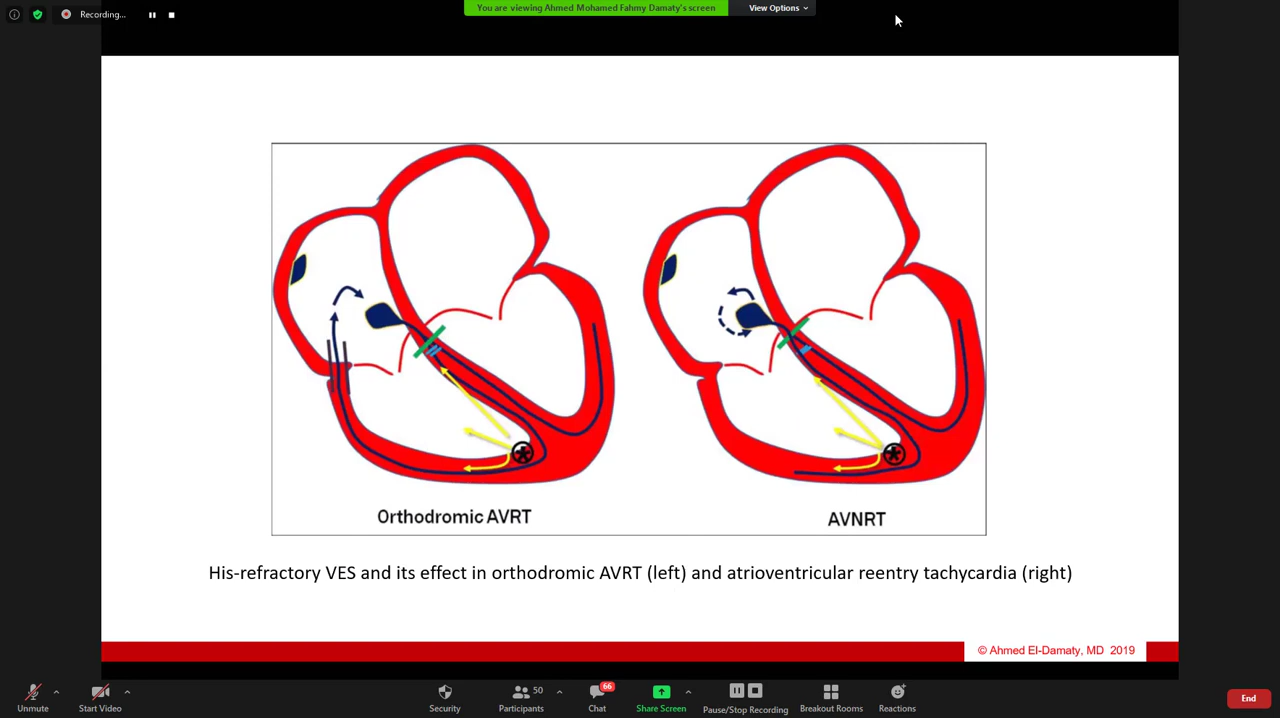 Recording...
You are viewing Ahmed Mohamed Fahmy Damaty's screen
View Options
Orthodromic AVRT
AVNRT
His-refractory VES and its effect in orthodromic AVRT (left) and atrioventricular reentry tachycardia (right)
© Ahmed El-Damaty, MD 2019
Unmute
Start Video
Security
Participants
50
Chat
66
Share Screen
Pause/Stop Recording
Breakout Rooms
Reactions
End